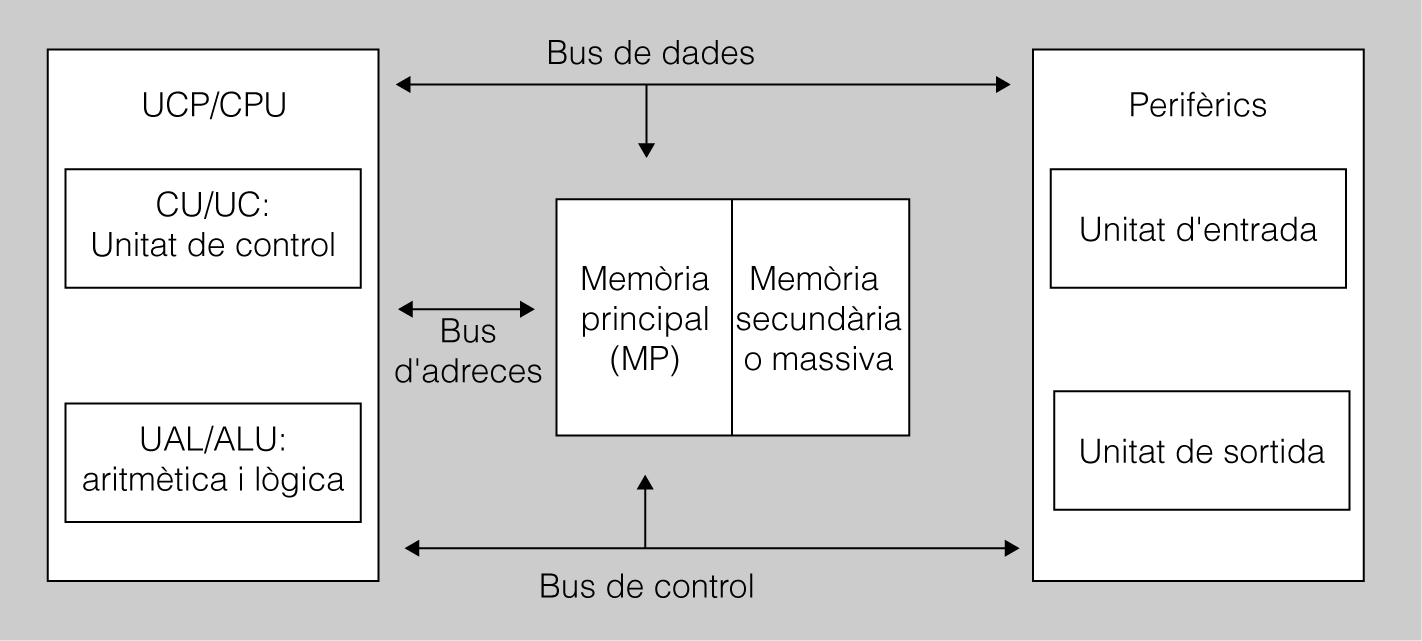 Bus de dades
UCP/CPU
CU/UC:
Unitat de control
UAL/ALU:
aritmètica i lògica
Bus
d'adreces
Memòria
principal
(MP)
Memòria
secundària
o massiva
Perifèrics
Unitat d'entrada
Unitat de sortida
Bus de control